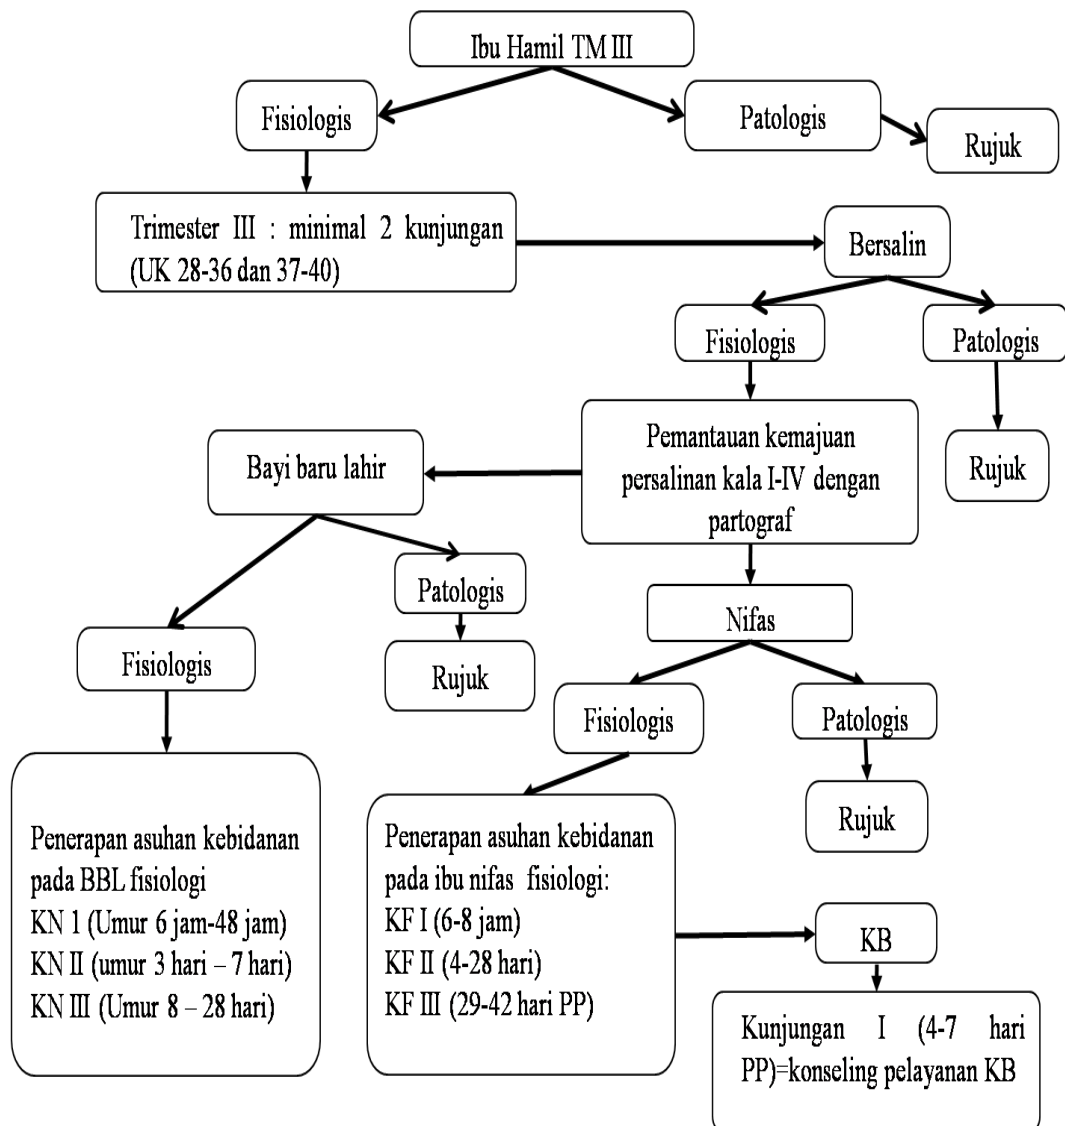 Ibu Hamil TM III
Fisiologis
Patologis
Rujuk
Trimester III : minimal 2 kunjungan
(UK 28-36 dan 37-40)
Bersalin
Fisiologis
Patologis
Rujuk
Pemantauan kemajuan
persalinan kala I-IV dengan
partograf
Bayi baru lahir
Patologis
Rujuk
Fisiologis
Nifas
Fisiologis
Patologis
Rujuk
Penerapan asuhan kebidanan
pada BBL fisiologi
KN 1 (Umur 6 jam-48 jam)
KN II (umur 3 hari – 7 hari)
KN III (Umur 8 – 28 hari)
Penerapan asuhan kebidanan
pada ibu nifas fisiologi:
KF I (6-8 jam)
KF II (4-28 hari)
KF III (29-42 hari PP)
KB
Kunjungan I (4-7 hari
PP)=konseling pelayanan KB